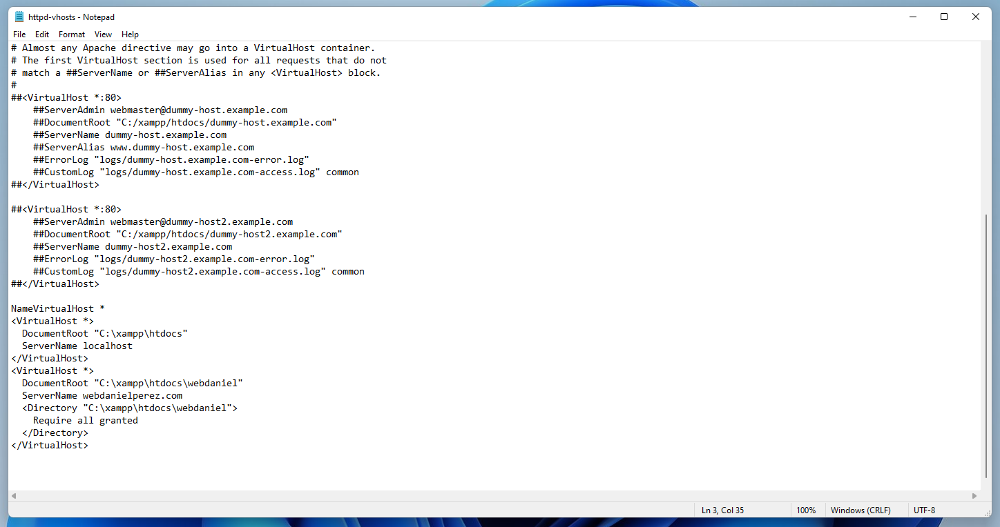 httpd-vhosts - Notepad
File Edit Format View Help
# Almost any Apache directive may go into a VirtualHost container.
# The first VirtualHost section is used for all requests that do not
# match a ##ServerName or ##ServerAlias in any <VirtualHost> block.
#
##<VirtualHost *:80>
    ##ServerAdmin webmaster@dummy-host.example.com
    ##DocumentRoot "C:/xampp/htdocs/dummy-host.example.com"
    ##ServerName dummy-host.example.com
    ##ServerAlias www.dummy-host.example.com
    ##ErrorLog "logs/dummy-host.example.com-error.log"
    ##CustomLog "logs/dummy-host.example.com-access.log" common
##</VirtualHost>

##<VirtualHost *:80>
    ##ServerAdmin webmaster@dummy-host2.example.com
    ##DocumentRoot "C:/xampp/htdocs/dummy-host2.example.com"
    ##ServerName dummy-host2.example.com
    ##ErrorLog "logs/dummy-host2.example.com-error.log"
    ##CustomLog "logs/dummy-host2.example.com-access.log" common
##</VirtualHost>

NameVirtualHost *
<VirtualHost *>
  DocumentRoot "C:\xampp\htdocs"
  ServerName localhost
</VirtualHost>
<VirtualHost *>
  DocumentRoot "C:\xampp\htdocs\webdaniel"
  ServerName webdanielperez.com
  <Directory "C:\xampp\htdocs\webdaniel">
    Require all granted
  </Directory>
</VirtualHost>
Ln 3, Col 35 100% Windows (CRLF) UTF-8